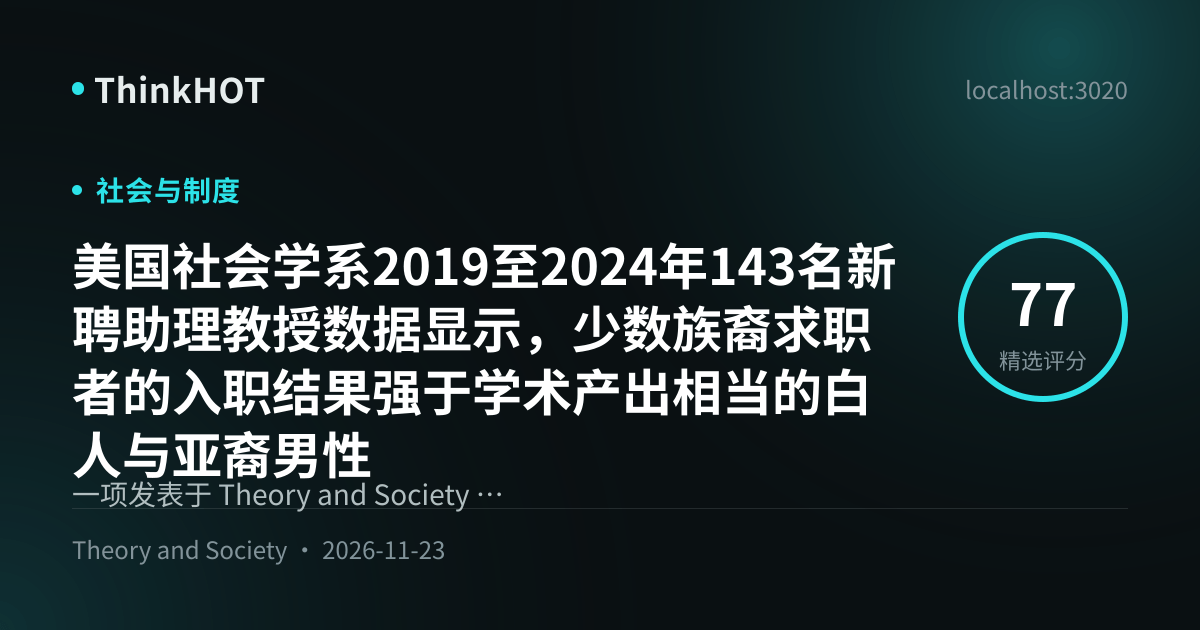 ThinkHOT
localhost:3020
社会与制度
美国社会学系2019至2024年143名新
聘助理教授数据显示，少数族裔求职
者的入职结果强于学术产出相当的白
人与亚裔男性
77
精选评分
一项发表于 Theory and Society …
Theory and Society • 2026-11-23